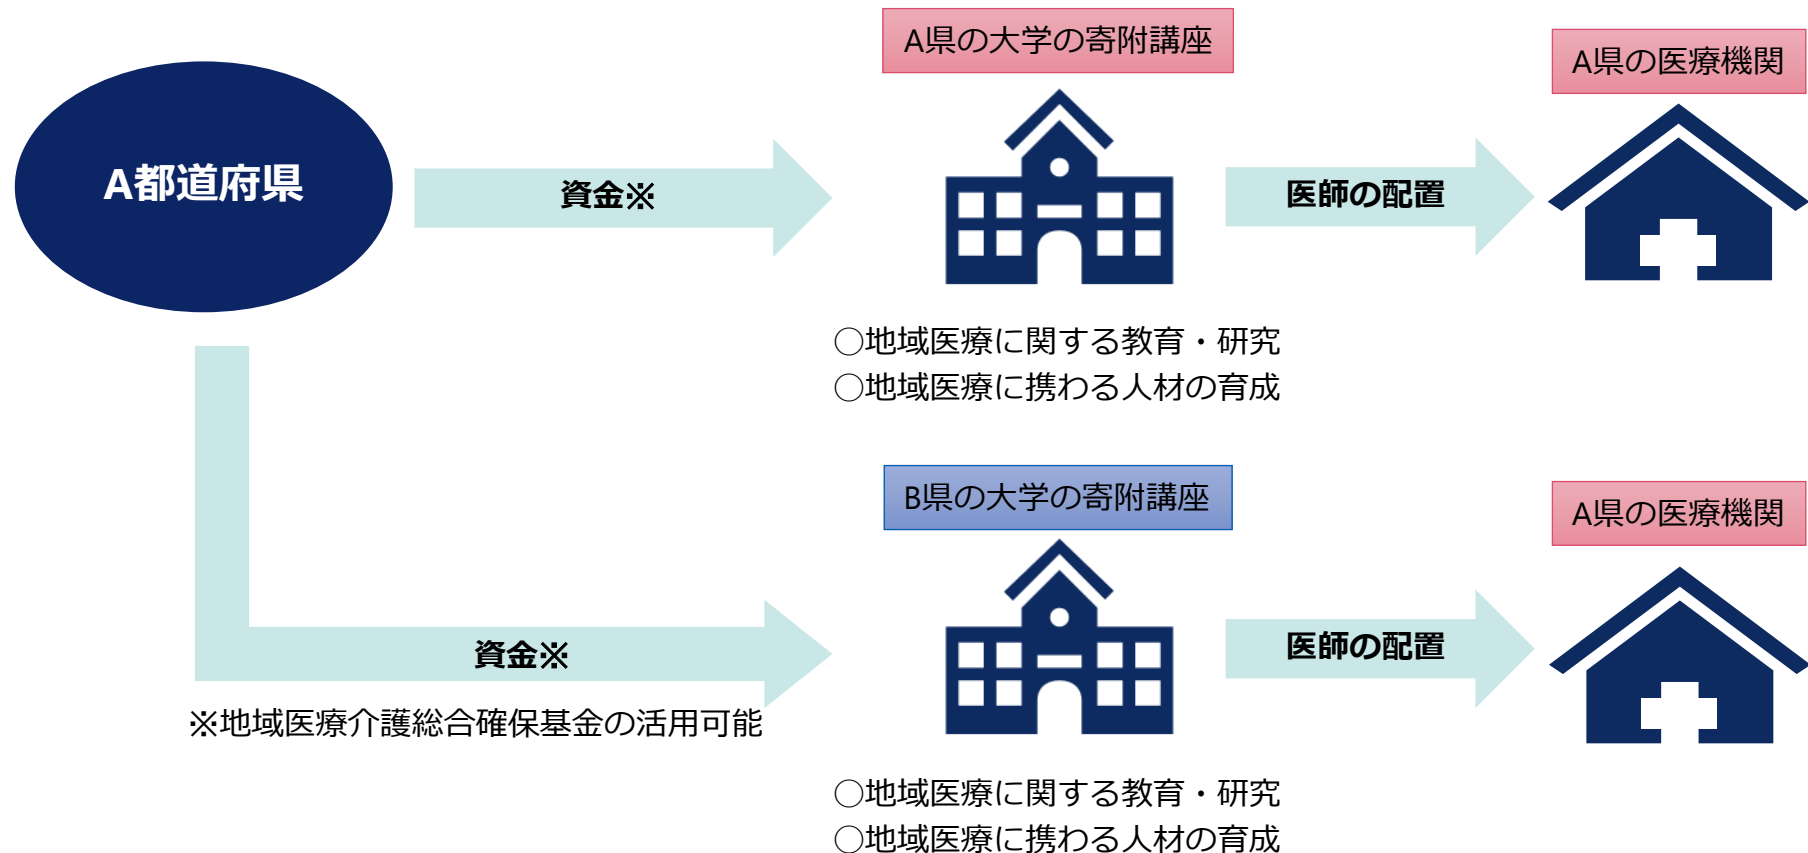 A県の大学の寄附講座
A県の医療機関
A都道府県
資金※
医師の配置
○地域医療に関する教育・研究
○地域医療に携わる人材の育成
B県の大学の寄附講座
A県の医療機関
資金※
医師の配置
※地域医療介護総合確保基金の活用可能
○地域医療に関する教育・研究
○地域医療に携わる人材の育成